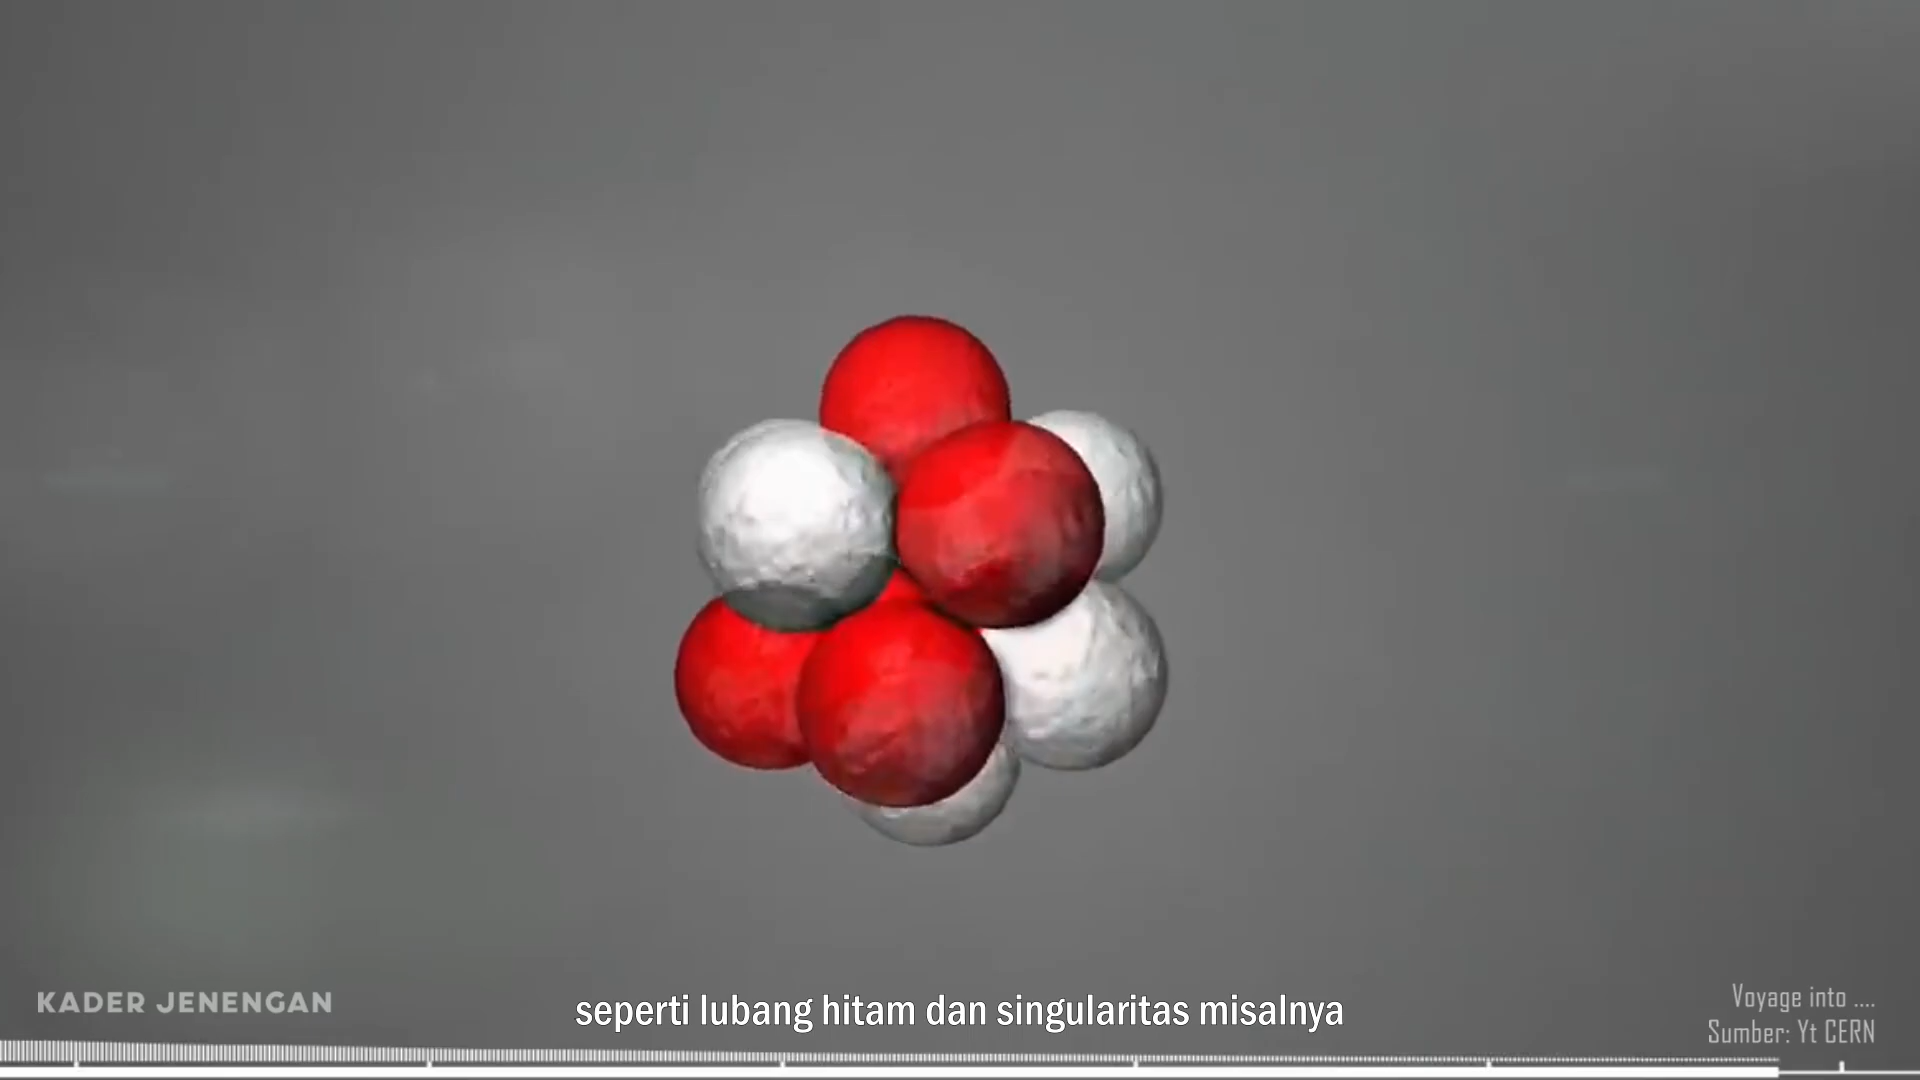 KADER JENENGAN
seperti lubang hitam dan singularitas misalnya
Voyage into ....
Sumber: Yt CERN